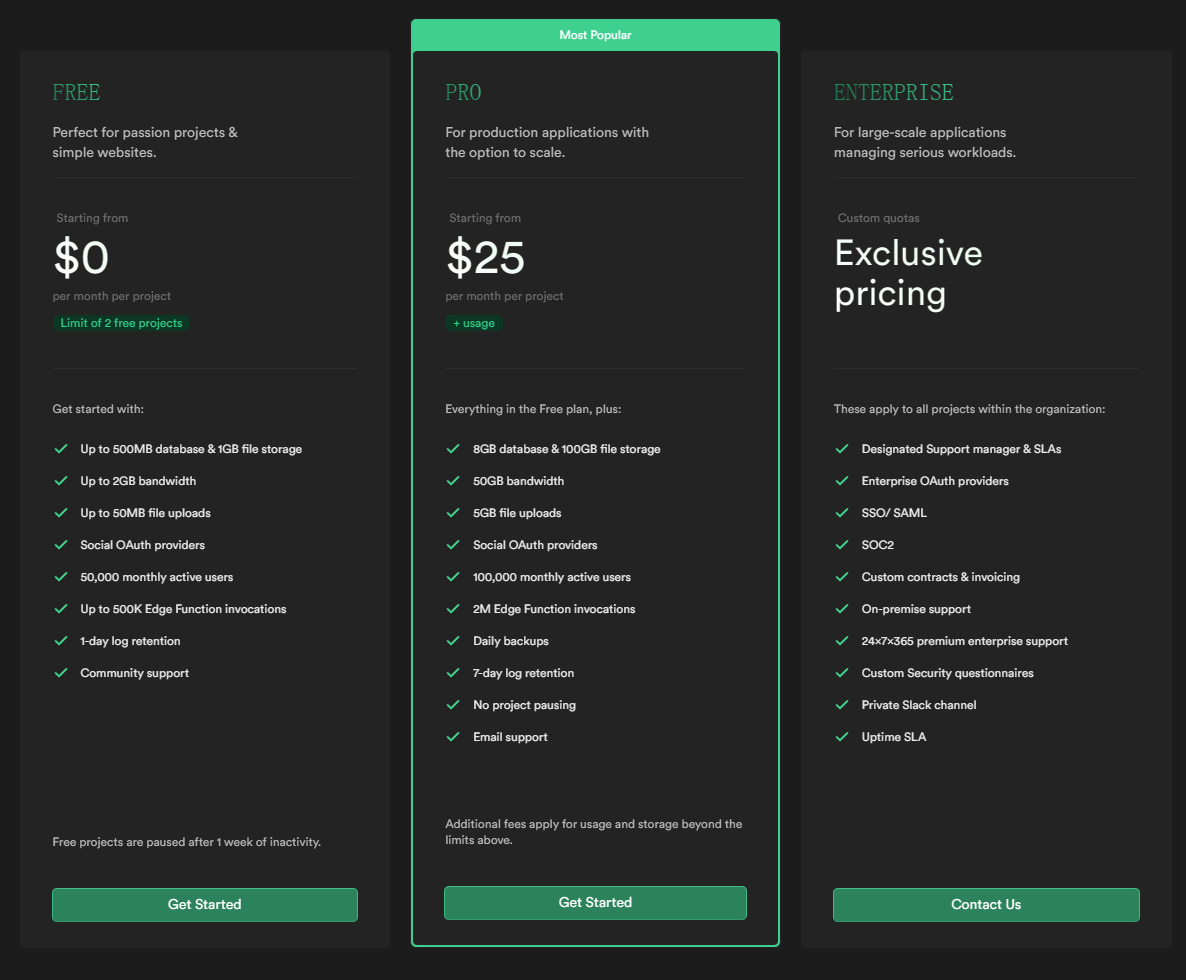 Most Popular
FREE
Perfect for passion projects &
simple websites.
Starting from
$0
per month per project
Limit of 2 free projects
Get started with:
Up to 500MB database & 1GB file storage
Up to 2GB bandwidth
Up to 50MB file uploads
Social OAuth providers
50,000 monthly active users
Up to 500K Edge Function invocations
1-day log retention
Community support
Free projects are paused after 1 week of inactivity.
Get Started
PRO
For production applications with
the option to scale.
Starting from
$25
per month per project
+ usage
Everything in the Free plan, plus:
8GB database & 100GB file storage
50GB bandwidth
5GB file uploads
Social OAuth providers
100,000 monthly active users
2M Edge Function invocations
Daily backups
7-day log retention
No project pausing
Email support
Additional fees apply for usage and storage beyond the
limits above.
Get Started
ENTERPRISE
For large-scale applications
managing serious workloads.
Custom quotas
Exclusive
pricing
These apply to all projects within the organization:
Designated Support manager & SLAs
Enterprise OAuth providers
SSO/ SAML
SOC2
Custom contracts & invoicing
On-premise support
24×7×365 premium enterprise support
Custom Security questionnaires
Private Slack channel
Uptime SLA
Contact Us